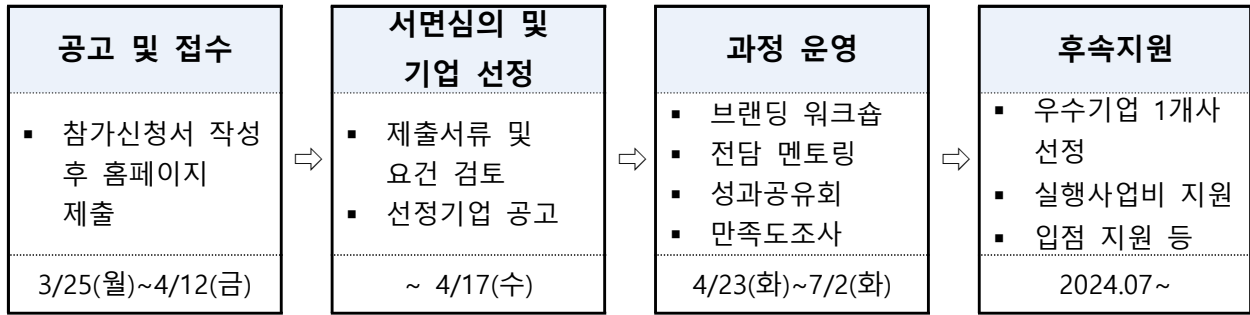 공고 및 접수
▪ 참가신청서 작성
후 홈페이지
제출
3/25(월)~4/12(금)
⇨
서면심의 및
기업 선정
▪ 제출서류 및
요건 검토
▪ 선정기업 공고
~ 4/17(수)
⇨
과정 운영
▪ 브랜딩 워크숍
▪ 전담 멘토링
▪ 성과공유회
▪ 만족도조사
4/23(화)~7/2(화)
⇨
후속지원
▪ 우수기업 1개사
선정
▪ 실행사업비 지원
▪ 입점 지원 등
2024.07~